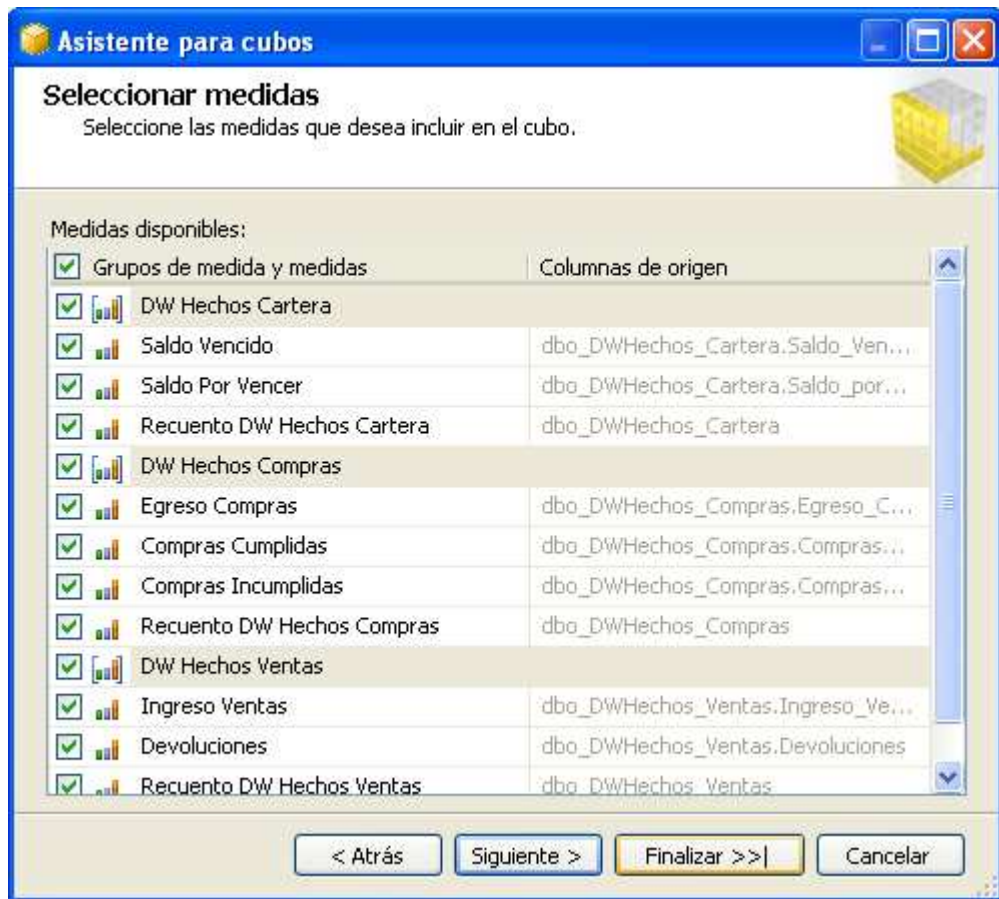 Asistente para cubos
Seleccionar medidas
Seleccione las medidas que desea incluir en el cubo.
Medidas disponibles:
Grupos de medida y medidas Columnas de origen
DW Hechos Cartera
Saldo Vencido dbo_DWHechos_Cartera.Saldo_Ven...
Saldo Por Vencer dbo_DWHechos_Cartera.Saldo_por...
Recuento DW Hechos Cartera dbo_DWHechos_Cartera
DW Hechos Compras
Egreso Compras dbo_DWHechos_Compras.Egreso_C...
Compras Cumplidas dbo_DWHechos_Compras.Compras...
Compras Incumplidas dbo_DWHechos_Compras.Compras...
Recuento DW Hechos Compras dbo_DWHechos_Compras
DW Hechos Ventas
Ingreso Ventas dbo_DWHechos_Ventas.Ingreso_Ve...
Devoluciones dbo_DWHechos_Ventas.Devoluciones
Recuento DW Hechos Ventas dbo_DWHechos_Ventas
< Atrás Siguiente > Finalizar >>| Cancelar